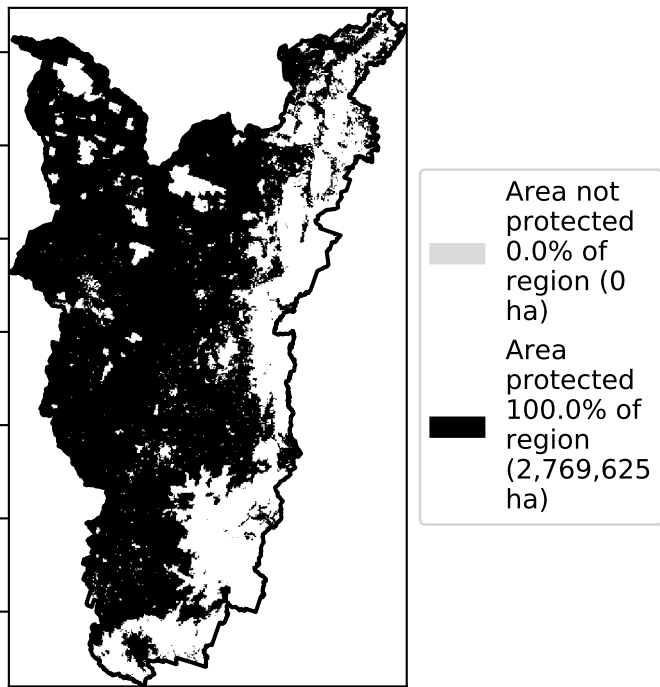 Area not
protected
0.0% of
region (0
ha)
Area
protected
100.0% of
region
(2,769,625
ha)